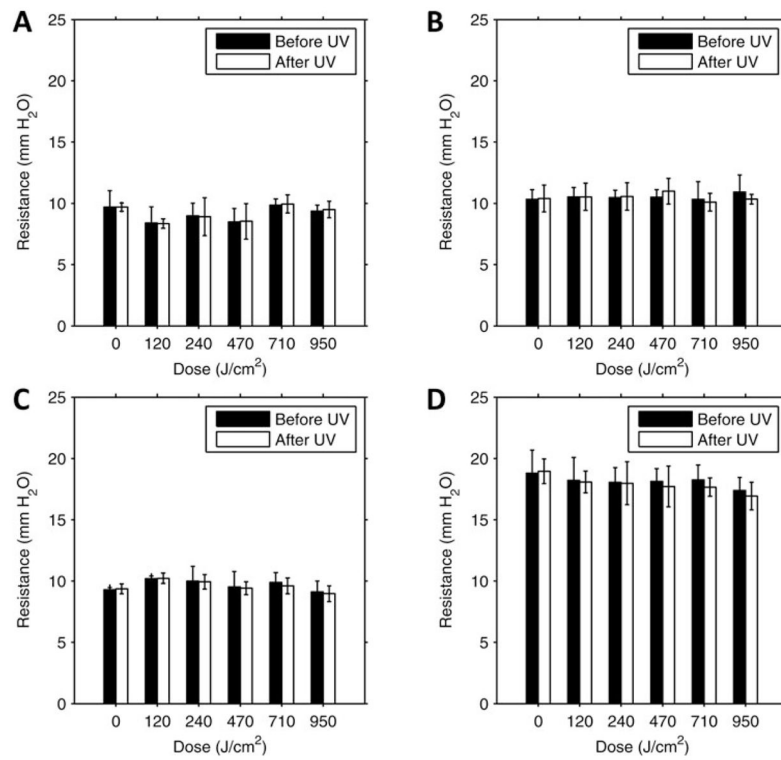 A
25
20
15
10
5
0
Resistance (mm H₂O)
Before UV
After UV
0 120 240 470 710 950
Dose (J/cm²)
B
25
20
15
10
5
0
Resistance (mm H₂O)
Before UV
After UV
0 120 240 470 710 950
Dose (J/cm²)
C
25
20
15
10
5
0
Resistance (mm H₂O)
Before UV
After UV
0 120 240 470 710 950
Dose (J/cm²)
D
25
20
15
10
5
0
Resistance (mm H₂O)
Before UV
After UV
0 120 240 470 710 950
Dose (J/cm²)